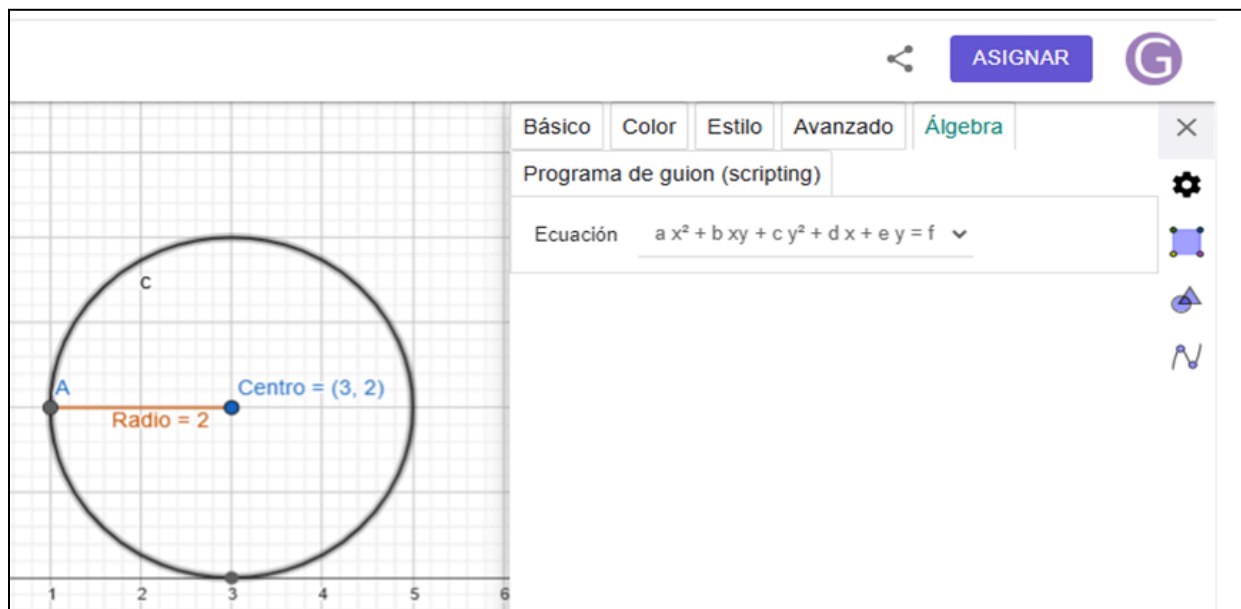 ASIGNAR
G
Básico Color Estilo Avanzado Álgebra
Programa de guion (scripting)
Ecuación a x² + b xy + c y² + d x + e y = f
c
A
Centro = (3, 2)
Radio = 2
1 2 3 4 5 6